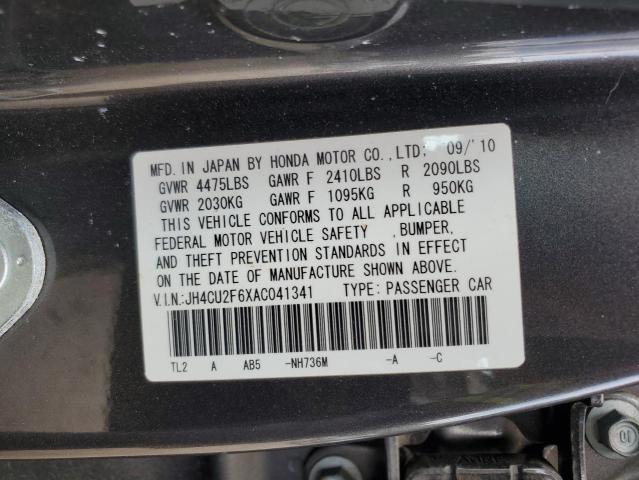 MFD. IN JAPAN BY HONDA MOTOR CO.,LTD; 09/'10
GVWR 4475LBS GAWR F 2410LBS R 2090LBS
GVWR 2030KG GAWR F 1095KG R 950KG
THIS VEHICLE CONFORMS TO ALL APPLICABLE
FEDERAL MOTOR VEHICLE SAFETY ,BUMPER,
AND THEFT PREVENTION STANDARDS IN EFFECT
ON THE DATE OF MANUFACTURE SHOWN ABOVE.
V.I.N.:JH4CU2F6XAC041341 TYPE: PASSENGER CAR
TL2 A AB5 -NH736M -A -C